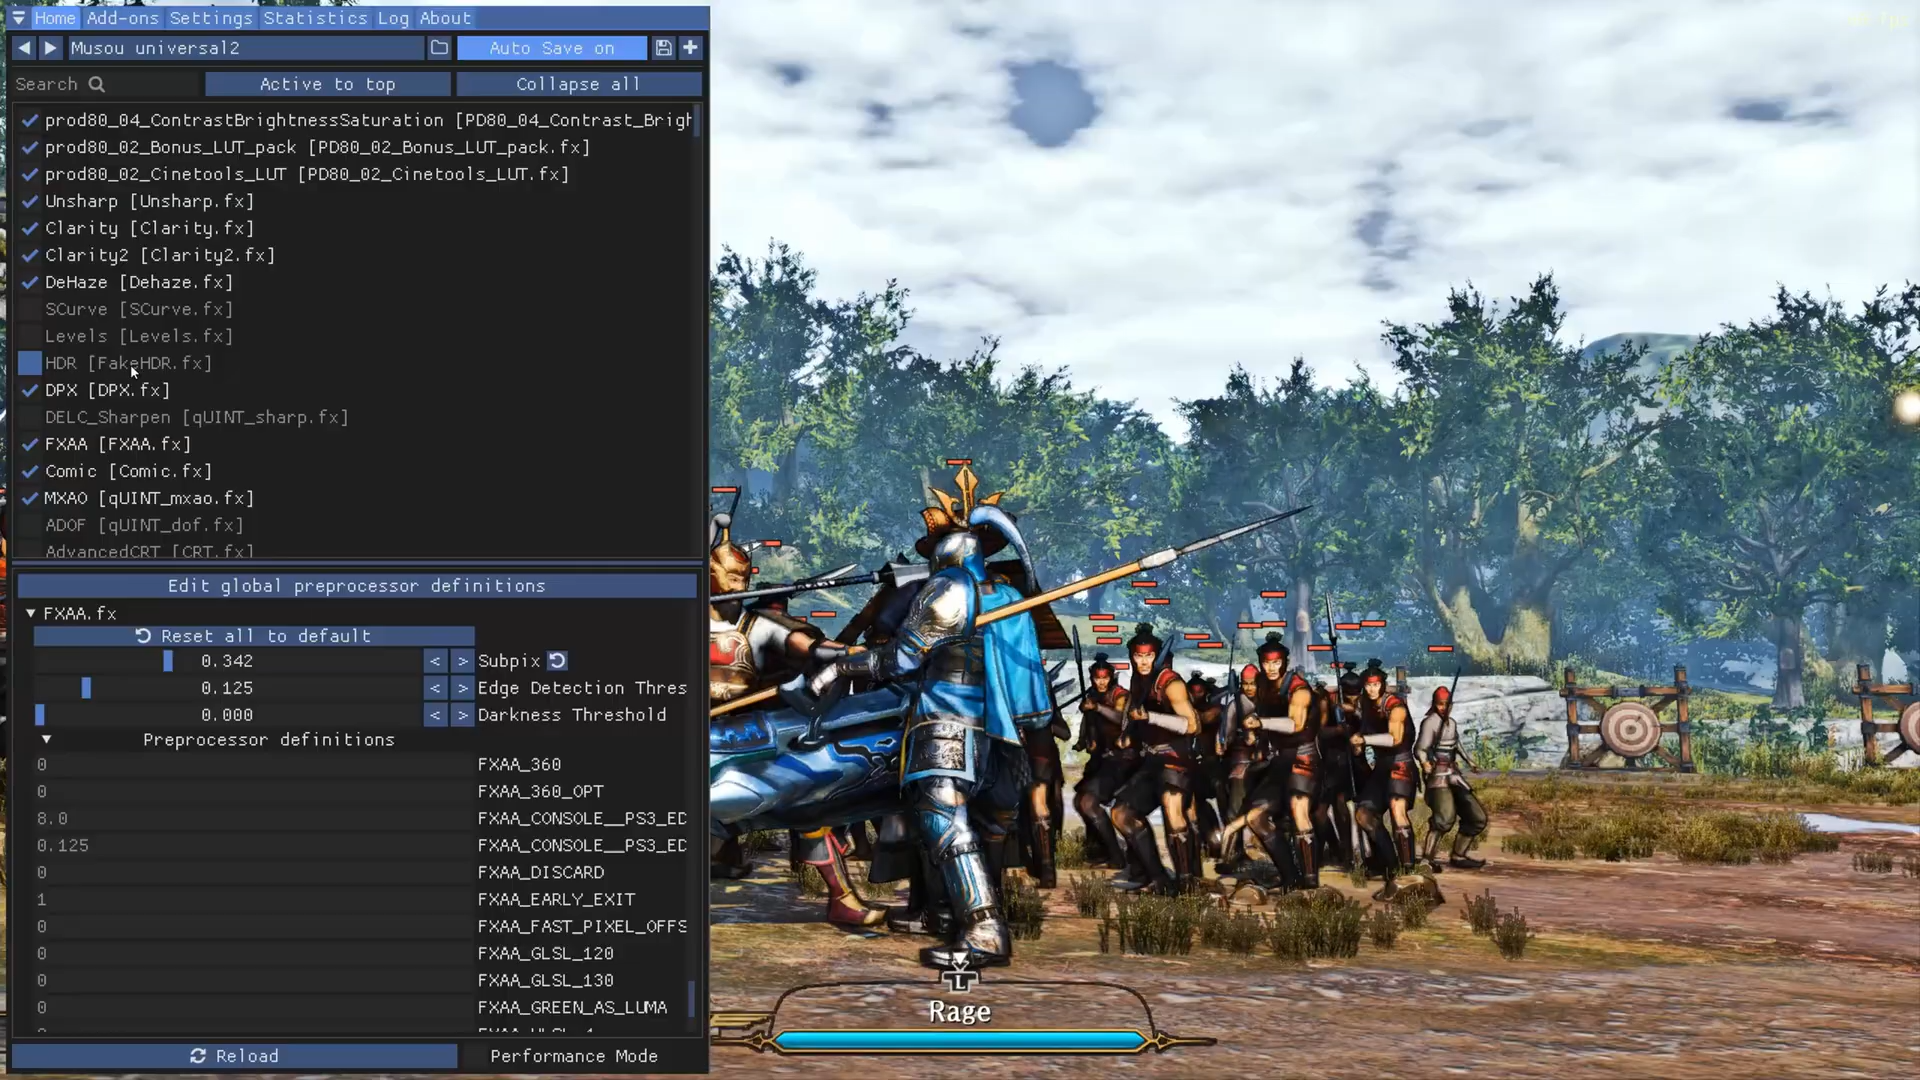 Home Add-ons Settings Statistics Log About
Musou universal2 Auto Save on
Search Active to top Collapse all
prod80_04_ContrastBrightnessSaturation [PD80_04_Contrast_Brigh
prod80_02_Bonus_LUT_pack [PD80_02_Bonus_LUT_pack.fx]
prod80_02_Cinetools_LUT [PD80_02_Cinetools_LUT.fx]
Unsharp [Unsharp.fx]
Clarity [Clarity.fx]
Clarity2 [Clarity2.fx]
DeHaze [Dehaze.fx]
SCurve [SCurve.fx]
Levels [Levels.fx]
HDR [FakeHDR.fx]
DPX [DPX.fx]
DELC_Sharpen [qUINT_sharp.fx]
FXAA [FXAA.fx]
Comic [Comic.fx]
MXAO [qUINT_mxao.fx]
ADOF [qUINT_dof.fx]
AdvancedCRT [CRT.fx]
Edit global preprocessor definitions
FXAA.fx
Reset all to default
0.342 < > Subpix
0.125 < > Edge Detection Thres
0.000 < > Darkness Threshold
Preprocessor definitions
0 FXAA_360
0 FXAA_360_OPT
8.0 FXAA_CONSOLE__PS3_ED
0.125 FXAA_CONSOLE__PS3_ED
0 FXAA_DISCARD
1 FXAA_EARLY_EXIT
0 FXAA_FAST_PIXEL_OFFS
0 FXAA_GLSL_120
0 FXAA_GLSL_130
0 FXAA_GREEN_AS_LUMA
Reload Performance Mode
L
Rage